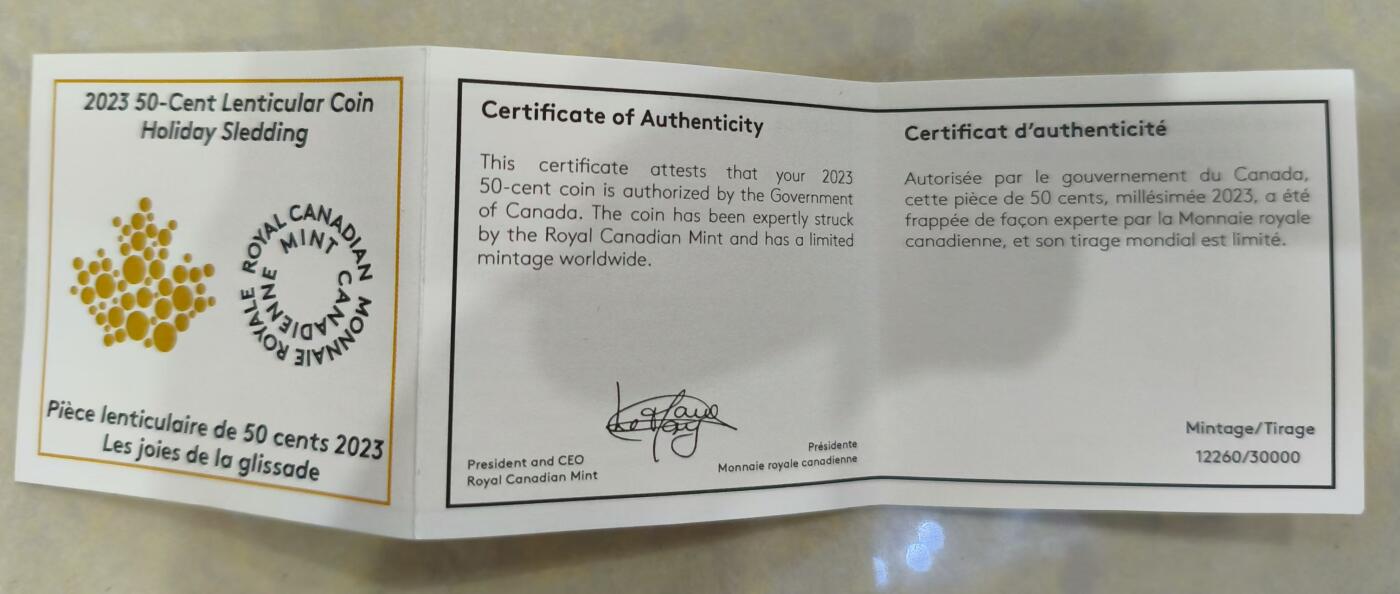 2023 50-Cent Lenticular Coin
Holiday Sledding
ROYAL CANADIAN MINT
MONNAIE ROYALE CANADIENNE
Pièce lenticulaire de 50 cents 2023
Les joies de la glissade
Certificate of Authenticity
This certificate attests that your 2023
50-cent coin is authorized by the Government
of Canada. The coin has been expertly struck
by the Royal Canadian Mint and has a limited
mintage worldwide.
President and CEO
Royal Canadian Mint
Présidente
Monnaie royale canadienne
Certificat d'authenticité
Autorisée par le gouvernement du Canada,
cette pièce de 50 cents, millésimée 2023, a été
frappée de façon experte par la Monnaie royale
canadienne, et son tirage mondial est limité.
Mintage/Tirage
12260/30000